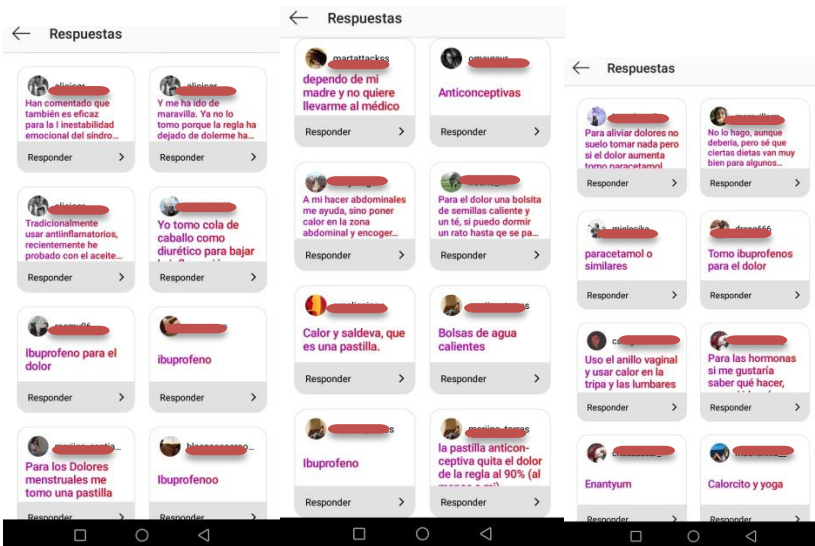 Respuestas
Han comentado que
también es eficaz
para la I inestabilidad
emocional del síndro...
Responder
Y me ha ido de
maravilla. Ya no lo
tomo porque la regla ha
dejado de dolerme ha...
Responder
Tradicionalmente
usar antiinflamatorios,
recientemente he
probado con el aceite...
Responder
Yo tomo cola de
caballo como
diurético para bajar
Responder
Ibuprofeno para el
dolor
Responder
ibuprofeno
Responder
Para los Dolores
menstruales me
tomo una pastilla
Responder
Ibuprofenoo
Responder
Respuestas
martattackss
dependo de mi
madre y no quiere
llevarme al médico
Responder
Anticonceptivas
Responder
A mi hacer abdominales
me ayuda, sino poner
calor en la zona
abdominal y encoger...
Responder
Para el dolor una bolsita
de semillas caliente y
un té, si puedo dormir
un rato hasta qe se pa...
Responder
Calor y saldeva, que
es una pastilla.
Responder
Bolsas de agua
calientes
Responder
Ibuprofeno
Responder
la pastilla anticon-
ceptiva quita el dolor
de la regla al 90% (al
menos a mi)
Responder
Respuestas
Para aliviar dolores no
suelo tomar nada pero
si el dolor aumenta
tomo paracetamol
Responder
No lo hago, aunque
debería, pero sé que
ciertas dietas van muy
bien para algunos...
Responder
paracetamol o
similares
Responder
Tomo ibuprofenos
para el dolor
Responder
Uso el anillo vaginal
y usar calor en la
tripa y las lumbares
Responder
Para las hormonas
si me gustaría
saber qué hacer,
Responder
Enantyum
Responder
Calorcito y yoga
Responder